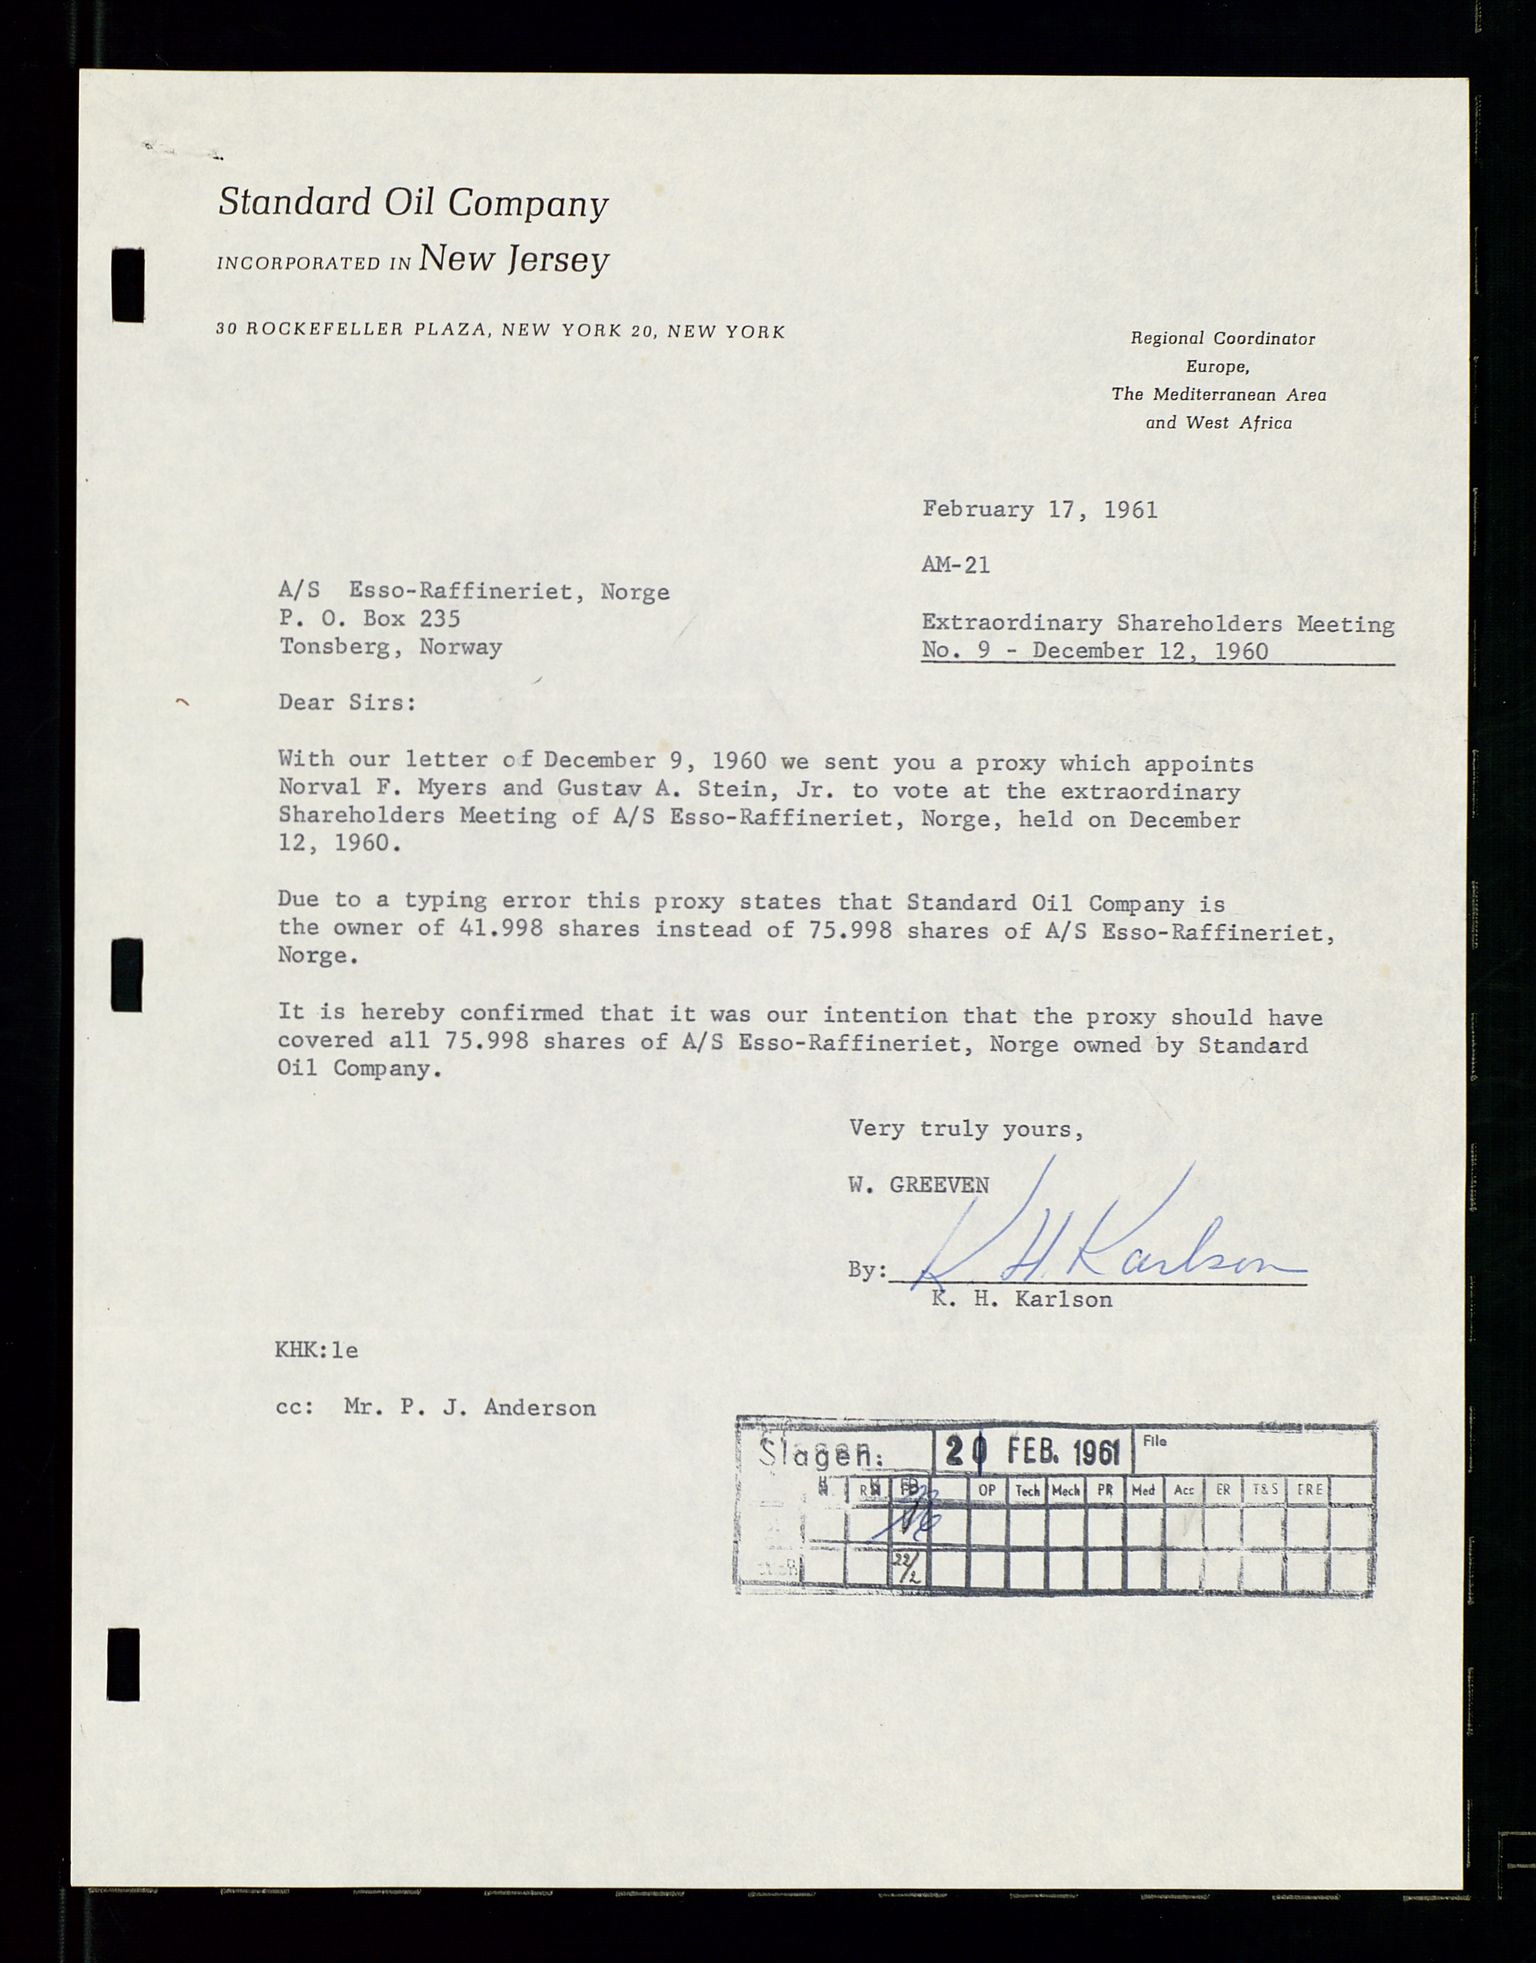 Standard Oil Company
INCORPORATED IN New Jersey
30 ROCKEFELLER PLAZA, NEW YORK 20, NEW YORK
Regional Coordinator
Europe,
The Mediterranean Area
and West Africa
February 17, 1961
AM-21
A/S Esso-Raffineriet, Norge
P. O. Box 235
Tonsberg, Norway
Extraordinary Shareholders Meeting
No. 9 - December 12, 1960
Dear Sirs:
With our letter of December 9, 1960 we sent you a proxy which appoints
Norval F. Myers and Gustav A. Stein, Jr. to vote at the extraordinary
Shareholders Meeting of A/S Esso-Raffineriet, Norge, held on December
12, 1960.
Due to a typing error this proxy states that Standard Oil Company is
the owner of 41.998 shares instead of 75.998 shares of A/S Esso-Raffineriet,
Norge.
It is hereby confirmed that it was our intention that the proxy should have
covered all 75.998 shares of A/S Esso-Raffineriet, Norge owned by Standard
Oil Company.
Very truly yours,
W. GREEVEN
By: K. H. Karlson
K. H. Karlson
KHK:le
cc: Mr. P. J. Anderson
Slagen: 20 FEB. 1961 File
OP Tech Mech PR Med Acc ER T&S ERE
22/2